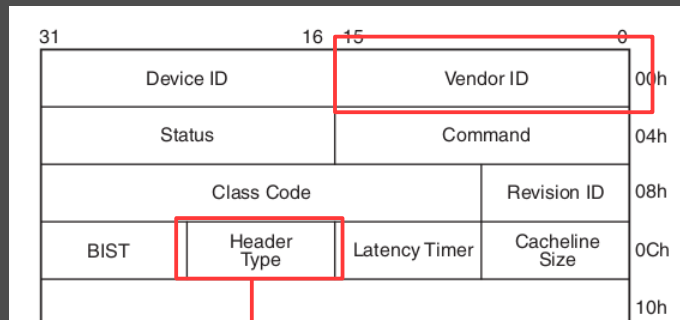 31 16 15 0
Device ID Vendor ID 00h
Status Command 04h
Class Code Revision ID 08h
BIST Header Type Latency Timer Cacheline Size 0Ch
10h